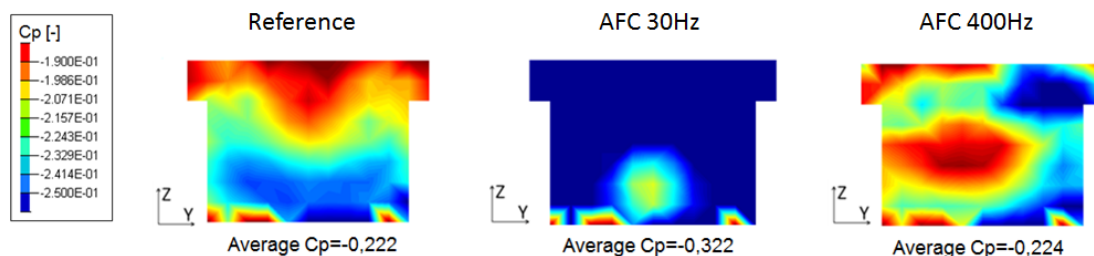 Reference
AFC 30Hz
AFC 400Hz
Cp [-]
-1.900E-01
-1.986E-01
-2.071E-01
-2.157E-01
-2.243E-01
-2.329E-01
-2.414E-01
-2.500E-01
Z
Y
Z
Y
Z
Y
Average Cp=-0,222
Average Cp=-0,322
Average Cp=-0,224